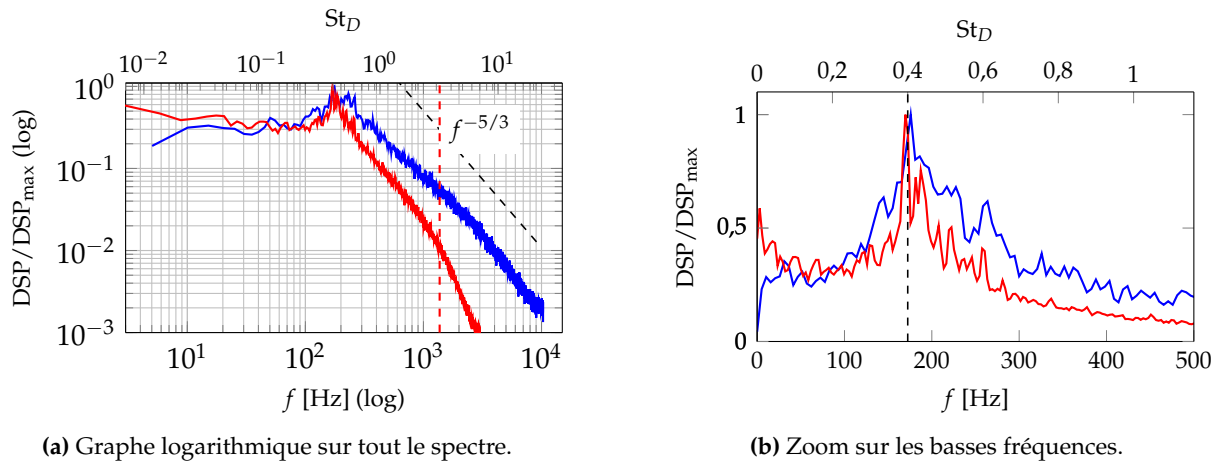 St_D
10^−2 10^−1 10^0 10^1
10^0
10^−1
10^−2
10^−3
f^−5/3
DSP/DSP_max (log)
10^1 10^2 10^3 10^4
f [Hz] (log)
(a) Graphe logarithmique sur tout le spectre.
St_D
0 0,2 0,4 0,6 0,8 1
1
0,5
0
DSP/DSP_max
0 100 200 300 400 500
f [Hz]
(b) Zoom sur les basses fréquences.